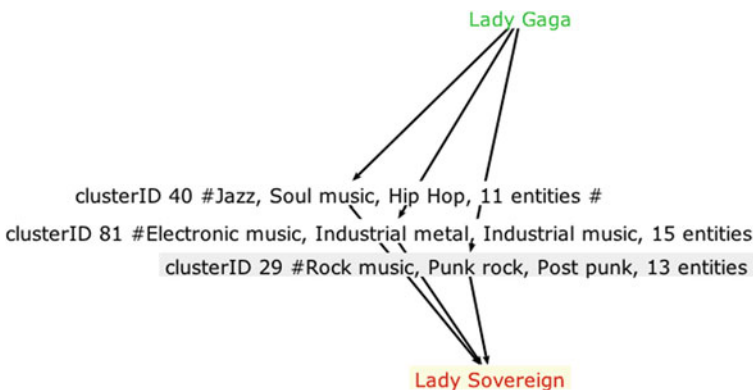 Lady Gaga
clusterID 40 #Jazz, Soul music, Hip Hop, 11 entities #
clusterID 81 #Electronic music, Industrial metal, Industrial music, 15 entities
clusterID 29 #Rock music, Punk rock, Post punk, 13 entities
Lady Sovereign